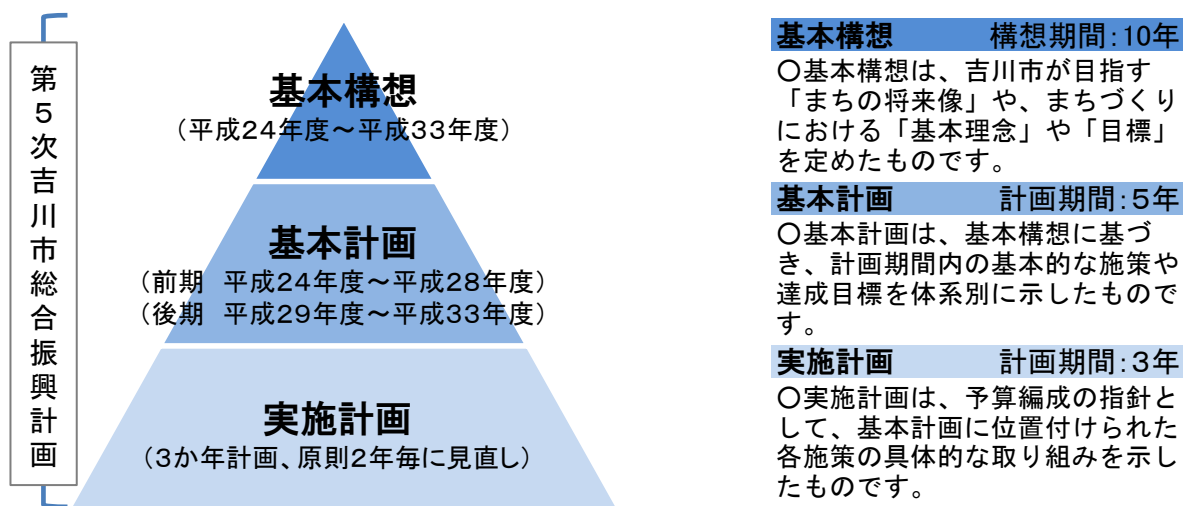 第5次吉川市総合振興計画
基本構想
（平成24年度～平成33年度）
基本計画
（前期　平成24年度～平成28年度）
（後期　平成29年度～平成33年度）
実施計画
（3か年計画、原則2年毎に見直し）
基本構想　構想期間：10年
〇基本構想は、吉川市が目指す
「まちの将来像」や、まちづくり
における「基本理念」や「目標」
を定めたものです。
基本計画　計画期間：5年
〇基本計画は、基本構想に基づ
き、計画期間内の基本的な施策や
達成目標を体系別に示したもので
す。
実施計画　計画期間：3年
〇実施計画は、予算編成の指針と
して、基本計画に位置付けられた
各施策の具体的な取り組みを示し
たものです。